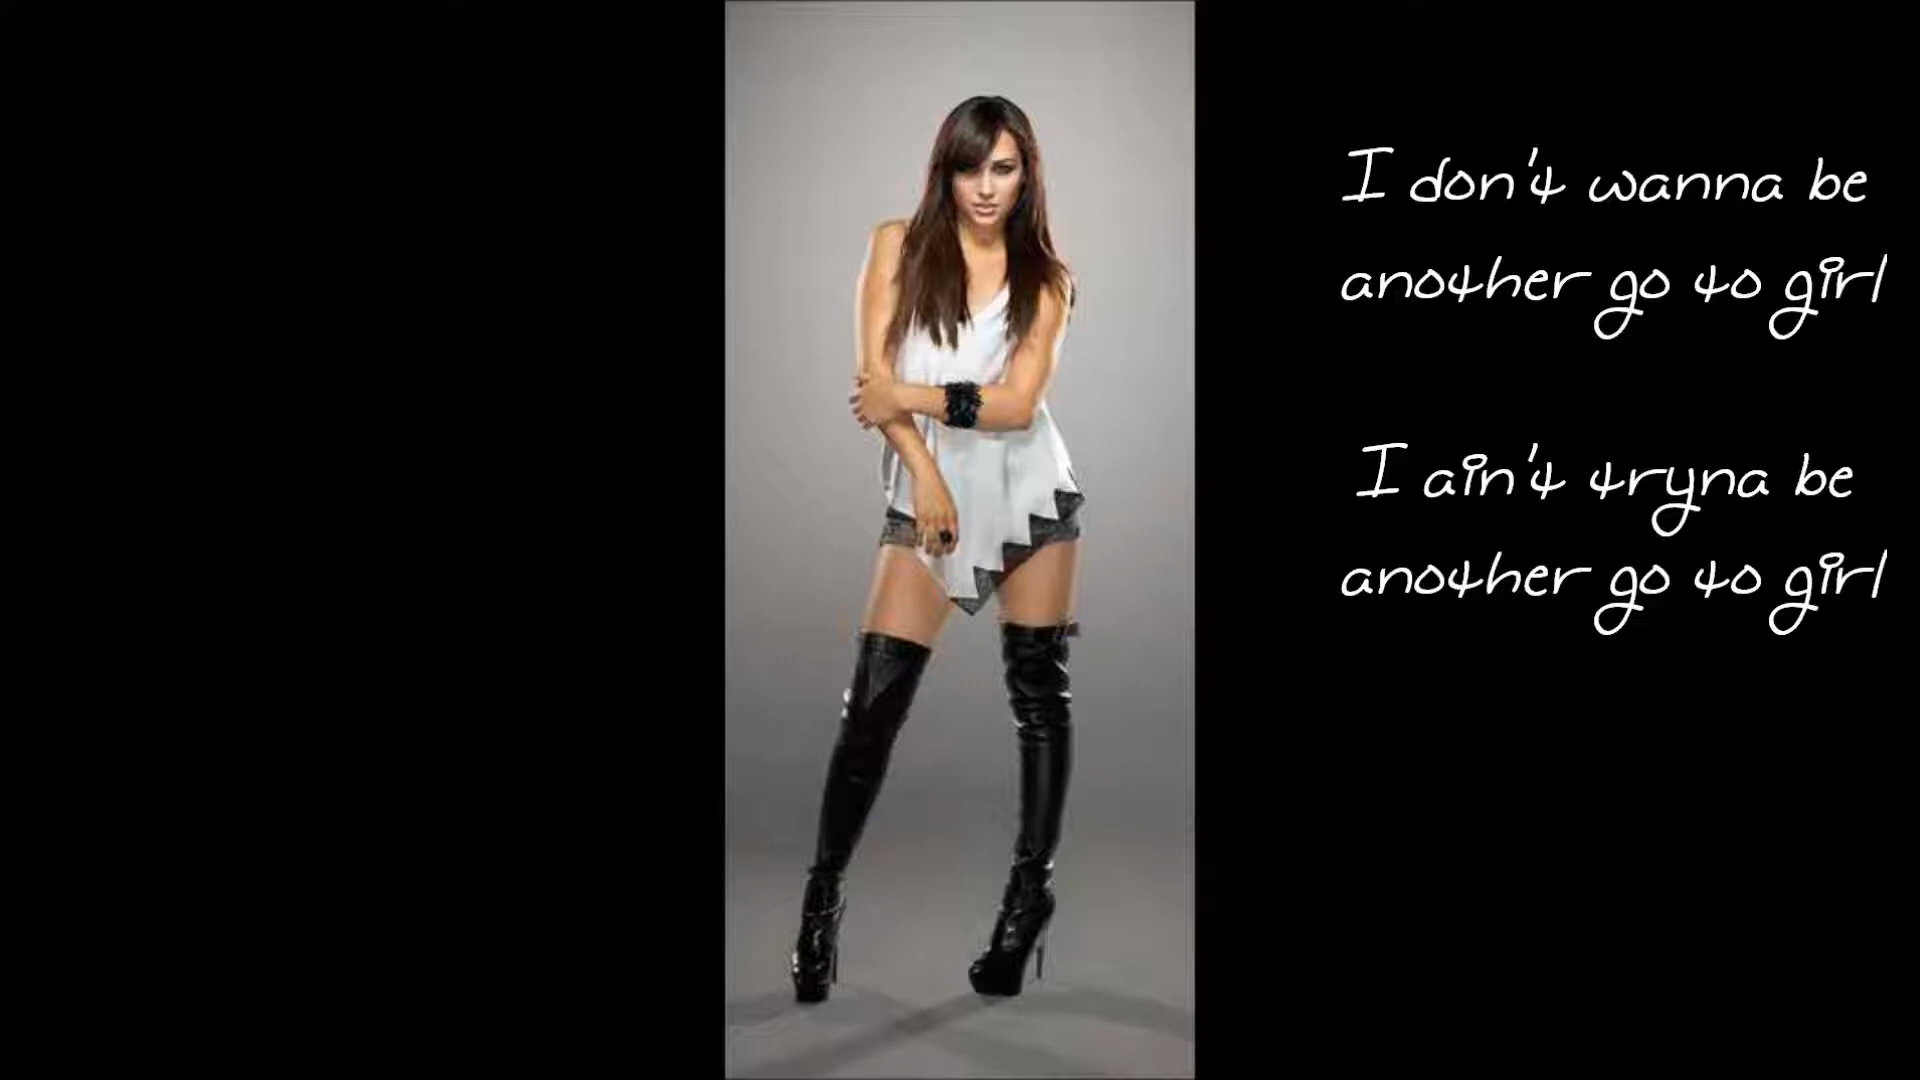 I don't wanna be
another go to girl
I ain't tryna be
another go to girl